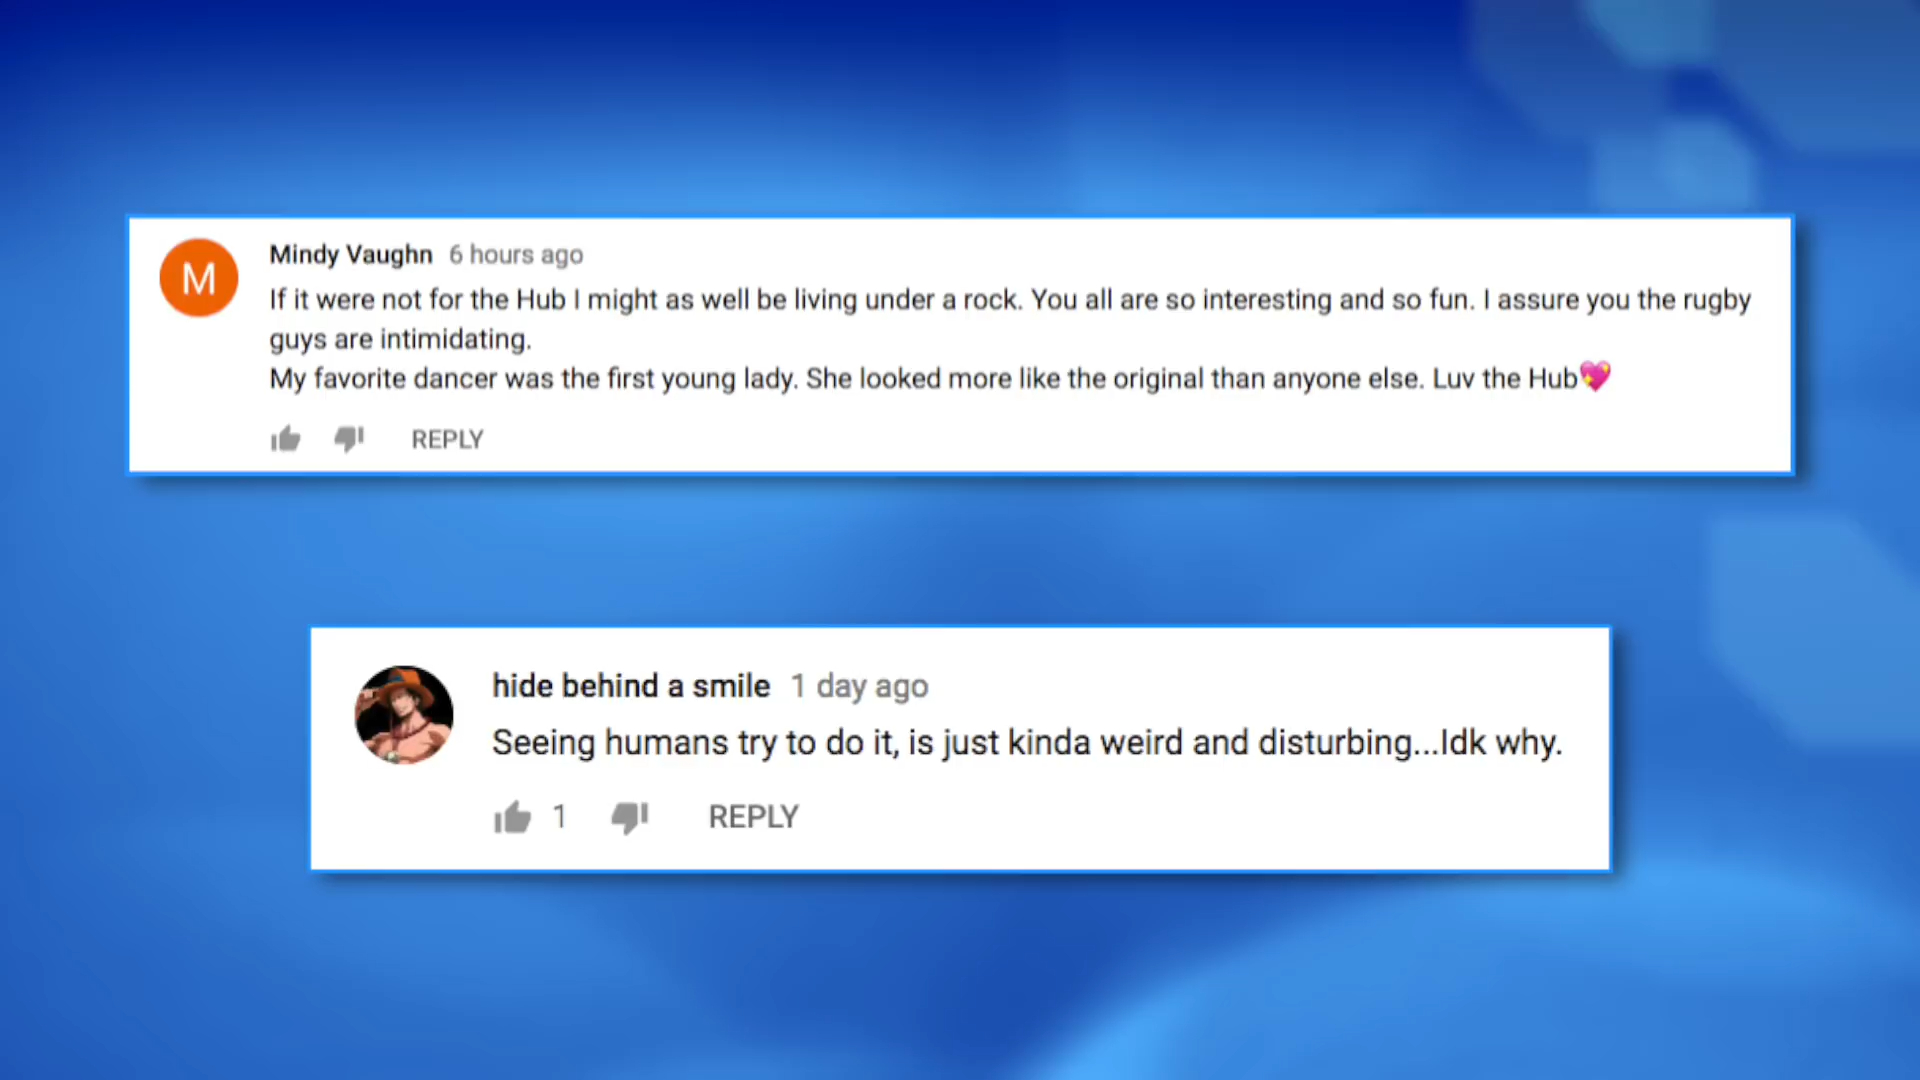 M
Mindy Vaughn 6 hours ago
If it were not for the Hub I might as well be living under a rock. You all are so interesting and so fun. I assure you the rugby
guys are intimidating.
My favorite dancer was the first young lady. She looked more like the original than anyone else. Luv the Hub💖
REPLY
hide behind a smile 1 day ago
Seeing humans try to do it, is just kinda weird and disturbing...Idk why.
1 REPLY